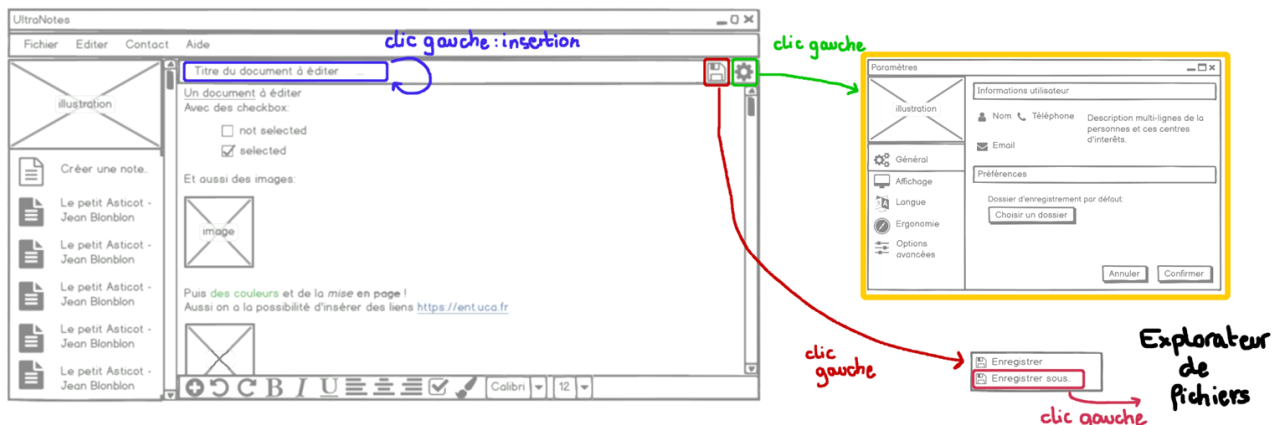 UltraNotes
Fichier Editer Contact Aide
clic gauche : insertion
clic gauche
Titre du document à éditer ...
illustration
Créer une note..
Le petit Asticot -
Jean Blonblon
Le petit Asticot -
Jean Blonblon
Le petit Asticot -
Jean Blonblon
Le petit Asticot -
Jean Blonblon
Le petit Asticot -
Jean Blonblon
Un document à éditer
Avec des checkbox:
not selected
selected
Et aussi des images:
image
Puis des couleurs et de la mise en page !
Aussi on a la possibilité d'insérer des liens https://ent.uca.fr
B I U Calibri 12
Paramètres
illustration
Général
Affichage
Langue
Ergonomie
Options
avancées
Informations utilisateur
Nom Téléphone
Description multi-lignes de la
personnes et ces centres
d'interêts.
Email
Préférences
Dossier d'enregistrement par défaut:
Choisir un dossier
Annuler Confirmer
clic
gauche
Enregistrer
Enregistrer sous..
clic gauche
Explorateur
de
fichiers